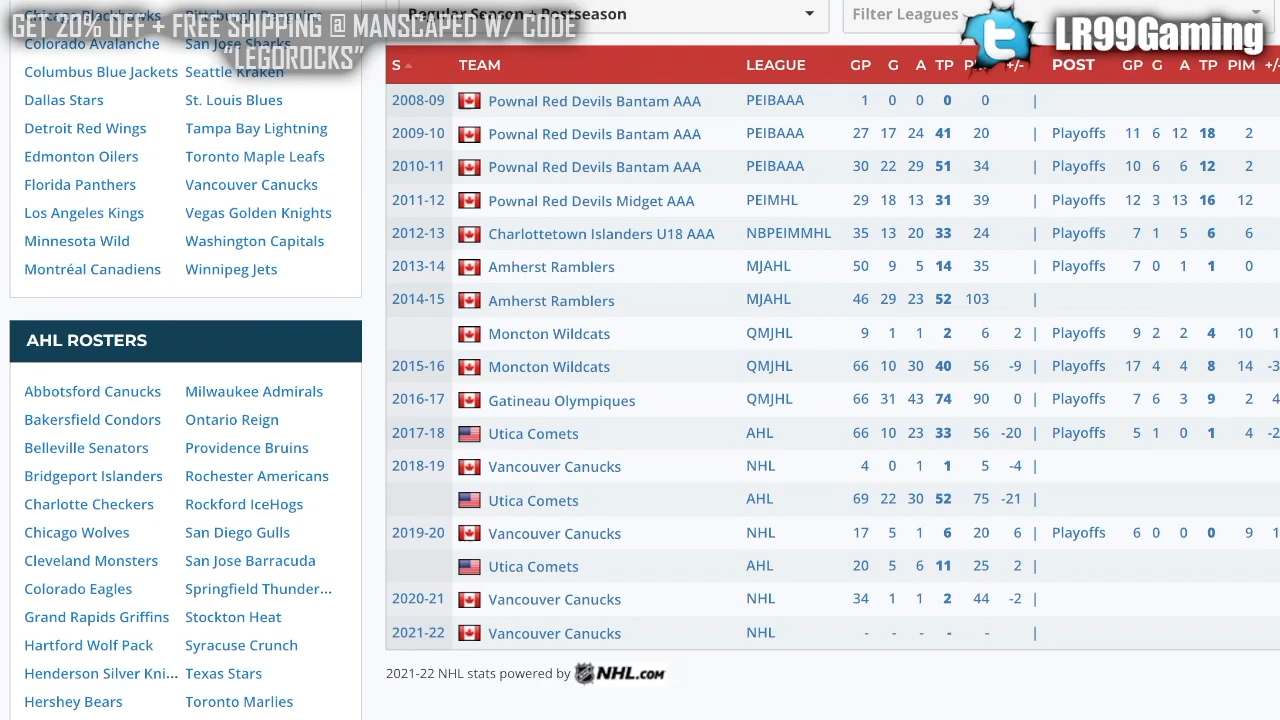 Chicago Blackhawks Pittsburgh Penguins
GET 20% OFF + FREE SHIPPING @ MANSCAPED W/ CODE
"LEGOROCKS"
Colorado Avalanche San Jose Sharks
Columbus Blue Jackets Seattle Kraken
Dallas Stars St. Louis Blues
Detroit Red Wings Tampa Bay Lightning
Edmonton Oilers Toronto Maple Leafs
Florida Panthers Vancouver Canucks
Los Angeles Kings Vegas Golden Knights
Minnesota Wild Washington Capitals
Montréal Canadiens Winnipeg Jets
AHL ROSTERS
Abbotsford Canucks Milwaukee Admirals
Bakersfield Condors Ontario Reign
Belleville Senators Providence Bruins
Bridgeport Islanders Rochester Americans
Charlotte Checkers Rockford IceHogs
Chicago Wolves San Diego Gulls
Cleveland Monsters San Jose Barracuda
Colorado Eagles Springfield Thunder...
Grand Rapids Griffins Stockton Heat
Hartford Wolf Pack Syracuse Crunch
Henderson Silver Kni... Texas Stars
Hershey Bears Toronto Marlies
Regular Season + Postseason Filter Leagues
LR99Gaming
S TEAM LEAGUE GP G A TP PIM +/- POST GP G A TP PIM +/-
2008-09 Pownal Red Devils Bantam AAA PEIBAAA 1 0 0 0 0 |
2009-10 Pownal Red Devils Bantam AAA PEIBAAA 27 17 24 41 20 | Playoffs 11 6 12 18 2
2010-11 Pownal Red Devils Bantam AAA PEIBAAA 30 22 29 51 34 | Playoffs 10 6 6 12 2
2011-12 Pownal Red Devils Midget AAA PEIMHL 29 18 13 31 39 | Playoffs 12 3 13 16 12
2012-13 Charlottetown Islanders U18 AAA NBPEIMMHL 35 13 20 33 24 | Playoffs 7 1 5 6 6
2013-14 Amherst Ramblers MJAHL 50 9 5 14 35 | Playoffs 7 0 1 1 0
2014-15 Amherst Ramblers MJAHL 46 29 23 52 103 |
Moncton Wildcats QMJHL 9 1 1 2 6 2 | Playoffs 9 2 2 4 10 1
2015-16 Moncton Wildcats QMJHL 66 10 30 40 56 -9 | Playoffs 17 4 4 8 14 -3
2016-17 Gatineau Olympiques QMJHL 66 31 43 74 90 0 | Playoffs 7 6 3 9 2 4
2017-18 Utica Comets AHL 66 10 23 33 56 -20 | Playoffs 5 1 0 1 4 -2
2018-19 Vancouver Canucks NHL 4 0 1 1 5 -4 |
Utica Comets AHL 69 22 30 52 75 -21 |
2019-20 Vancouver Canucks NHL 17 5 1 6 20 6 | Playoffs 6 0 0 0 9 1
Utica Comets AHL 20 5 6 11 25 2 |
2020-21 Vancouver Canucks NHL 34 1 1 2 44 -2 |
2021-22 Vancouver Canucks NHL - - - - - |
2021-22 NHL stats powered by NHL.COM